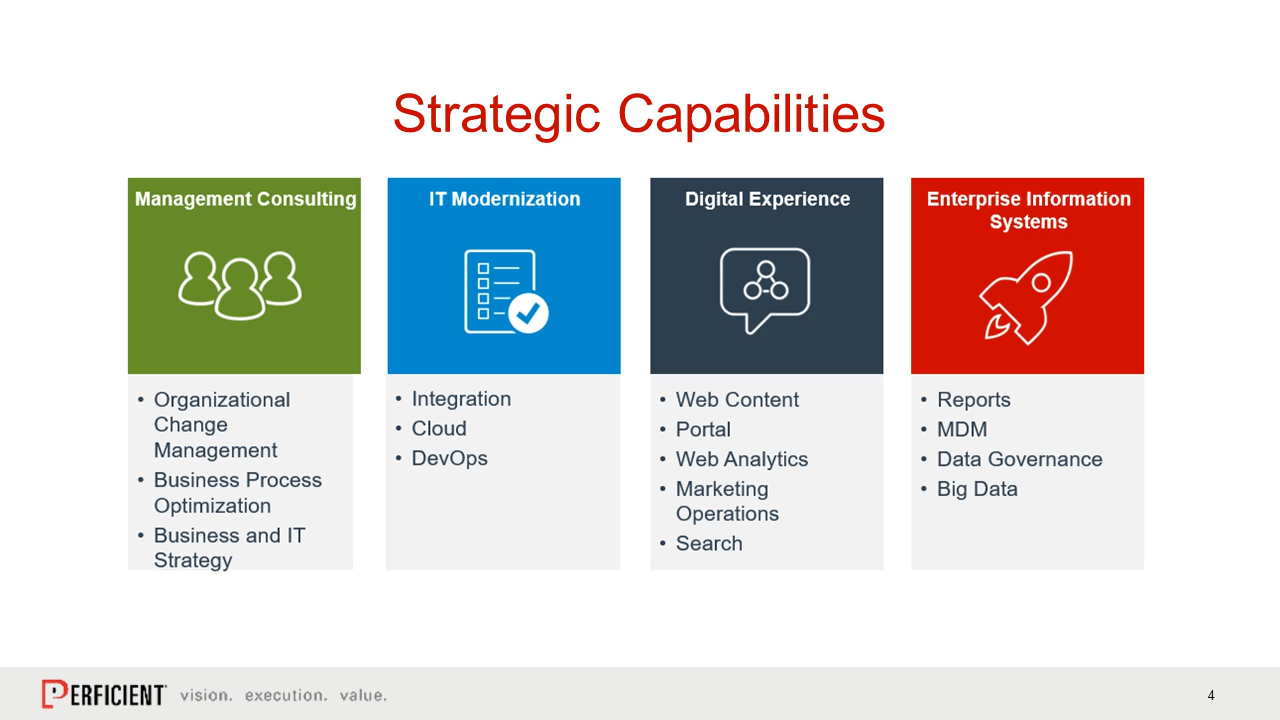 Strategic Capabilities
Management Consulting
• Organizational
Change
Management
• Business Process
Optimization
• Business and IT
Strategy
IT Modernization
• Integration
• Cloud
• DevOps
Digital Experience
• Web Content
• Portal
• Web Analytics
• Marketing
Operations
• Search
Enterprise Information
Systems
• Reports
• MDM
• Data Governance
• Big Data
PERFICIENT vision. execution. value.
4